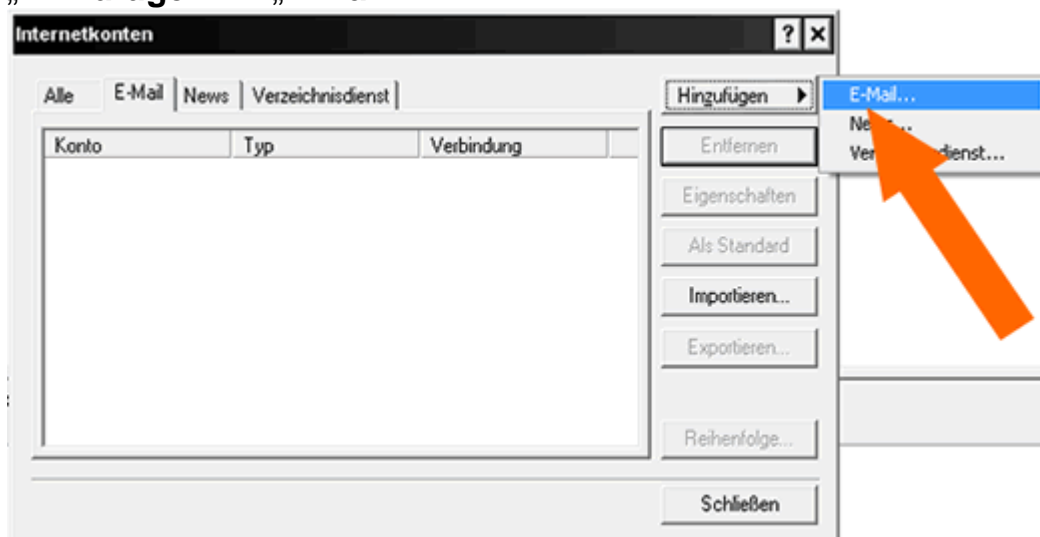 Internetkonten
Alle E-Mail News Verzeichnisdienst
Hinzufügen
E-Mail...
Konto Typ Verbindung
Entfernen
Eigenschaften
Als Standard
Importieren...
Exportieren...
Reihenfolge...
Schließen